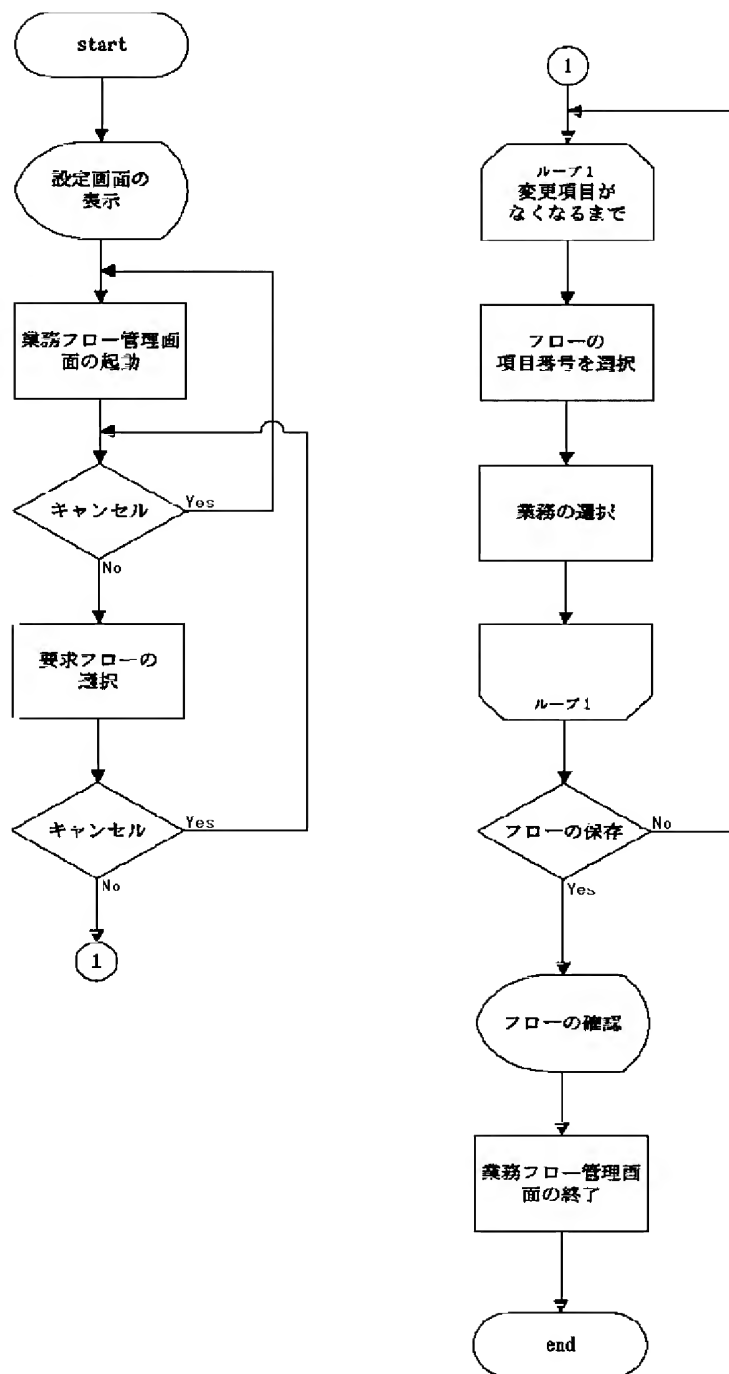 start
設定画面の
表示
業務フロー管理画
面の起動
キャンセル
Yes
No
要求フローの
選択
キャンセル
Yes
No
1
1
ループ1
変更項目が
なくなるまで
フローの
項目番号を選択
業務の選択
ループ1
フローの保存
No
Yes
フローの確認
業務フロー管理画
面の終了
end